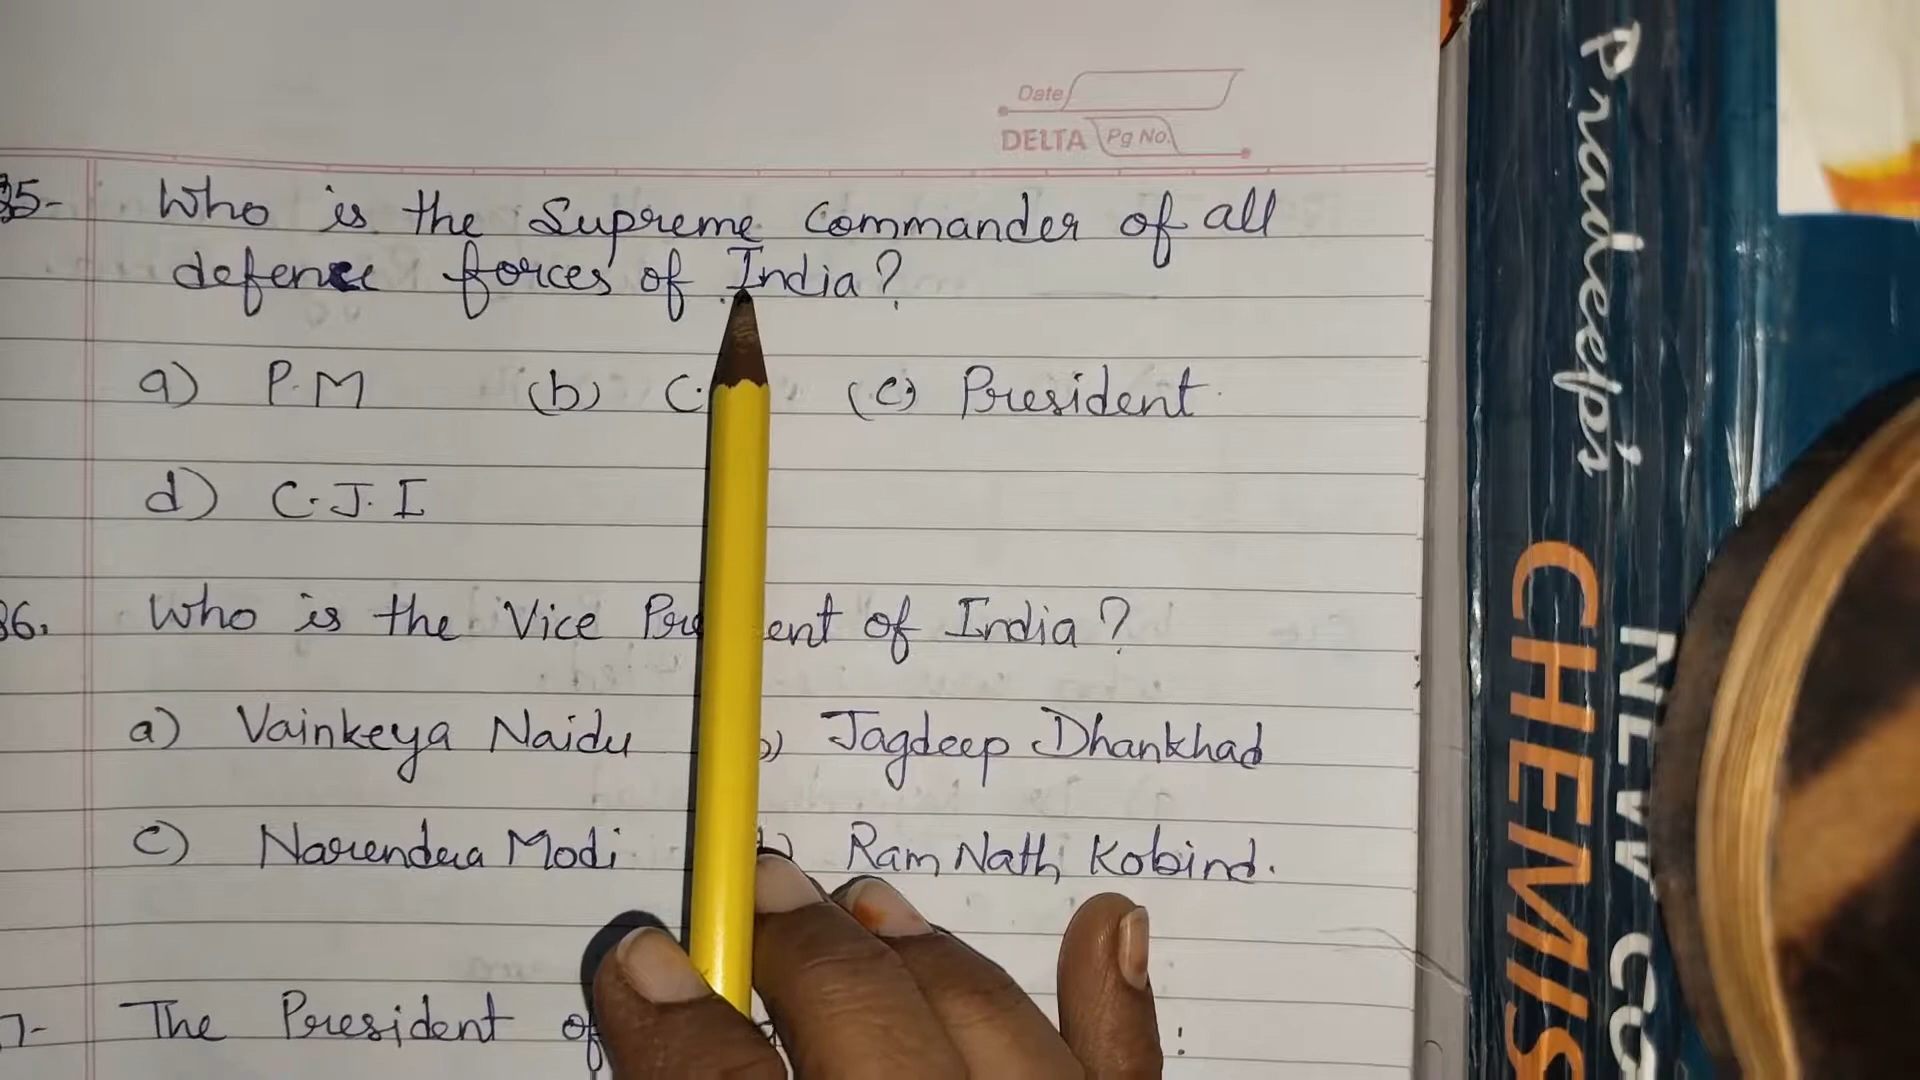 Date
DELTA Pg No.
35- Who is the Supreme Commander of all
defence forces of India?
a) P.M (b) (c) President
d) C.J.I
36. Who is the Vice of India?
a) Vainkeya Naidu Jagdeep Dhankhad
c) Narendra Modi Ram Nath Kobind.
The President of :
Pradeep's
NEW CO
CHEMIS